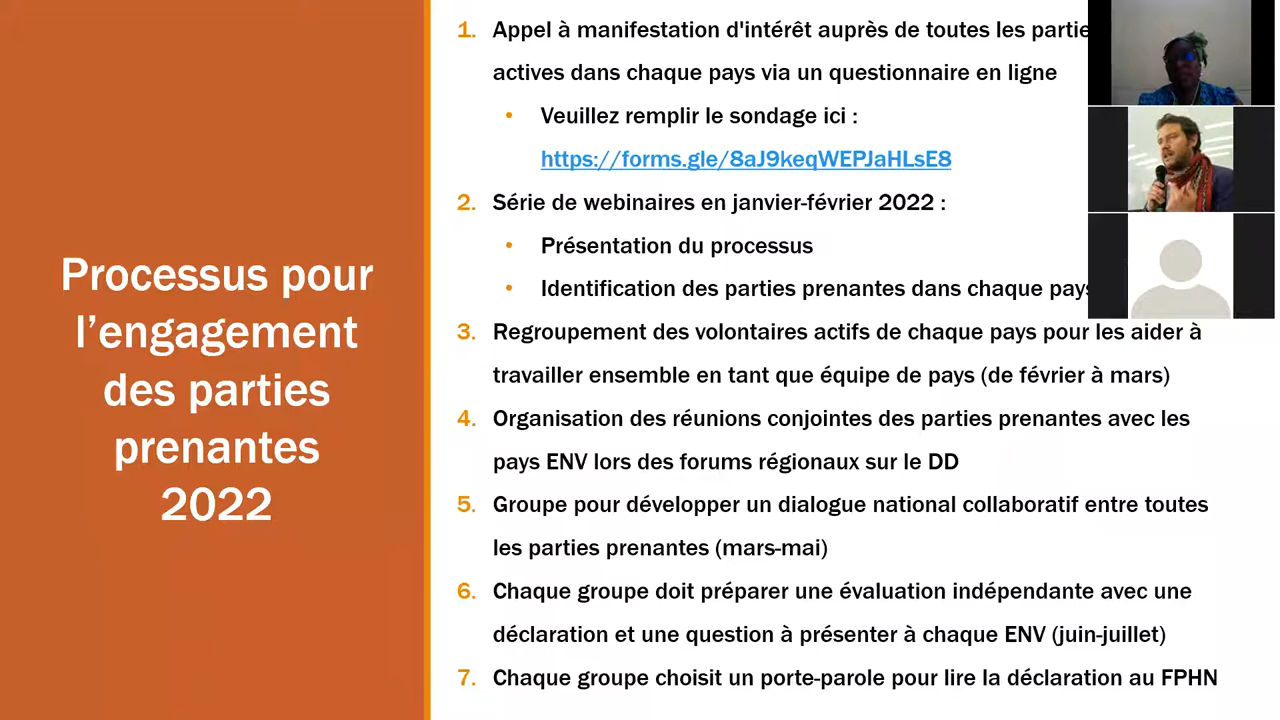 Processus pour
l’engagement
des parties
prenantes
2022
1. Appel à manifestation d'intérêt auprès de toutes les
actives dans chaque pays via un questionnaire en ligne
• Veuillez remplir le sondage ici :
https://forms.gle/8aJ9keqWEPJaHLsE8
2. Série de webinaires en janvier-février 2022 :
• Présentation du processus
• Identification des parties prenantes dans chaque pays
3. Regroupement des volontaires actifs de chaque pays pour les aider à
travailler ensemble en tant que équipe de pays (de février à mars)
4. Organisation des réunions conjointes des parties prenantes avec les
pays ENV lors des forums régionaux sur le DD
5. Groupe pour développer un dialogue national collaboratif entre toutes
les parties prenantes (mars-mai)
6. Chaque groupe doit préparer une évaluation indépendante avec une
déclaration et une question à présenter à chaque ENV (juin-juillet)
7. Chaque groupe choisit un porte-parole pour lire la déclaration au FPHN